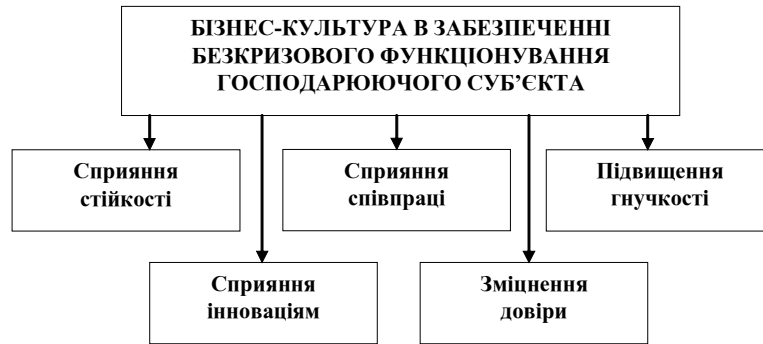 БІЗНЕС-КУЛЬТУРА В ЗАБЕЗПЕЧЕННІ
БЕЗКРИЗОВОГО ФУНКЦІОНУВАННЯ
ГОСПОДАРЮЮЧОГО СУБ’ЄКТА
Сприяння
стійкості
Сприяння
співпраці
Підвищення
гнучкості
Сприяння
інноваціям
Зміцнення
довіри